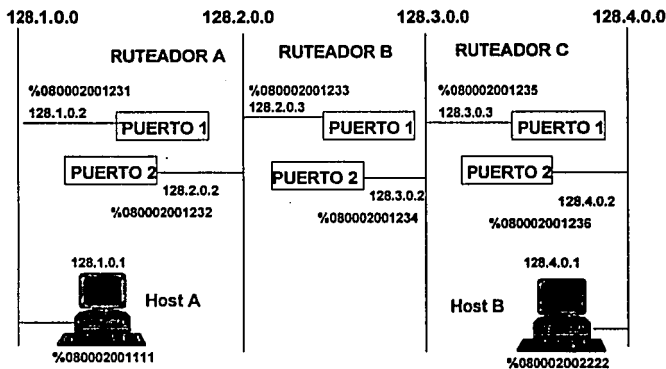 128.1.0.0 128.2.0.0 128.3.0.0 128.4.0.0
RUTEADOR A RUTEADOR B RUTEADOR C
%080002001231 %080002001233 %080002001235
128.1.0.2 128.2.0.3 128.3.0.3
PUERTO 1 PUERTO 1 PUERTO 1
PUERTO 2 PUERTO 2 PUERTO 2
128.2.0.2 128.3.0.2 128.4.0.2
%080002001232 %080002001234 %080002001236
128.1.0.1 128.4.0.1
Host A Host B
%080002001111 %080002002222